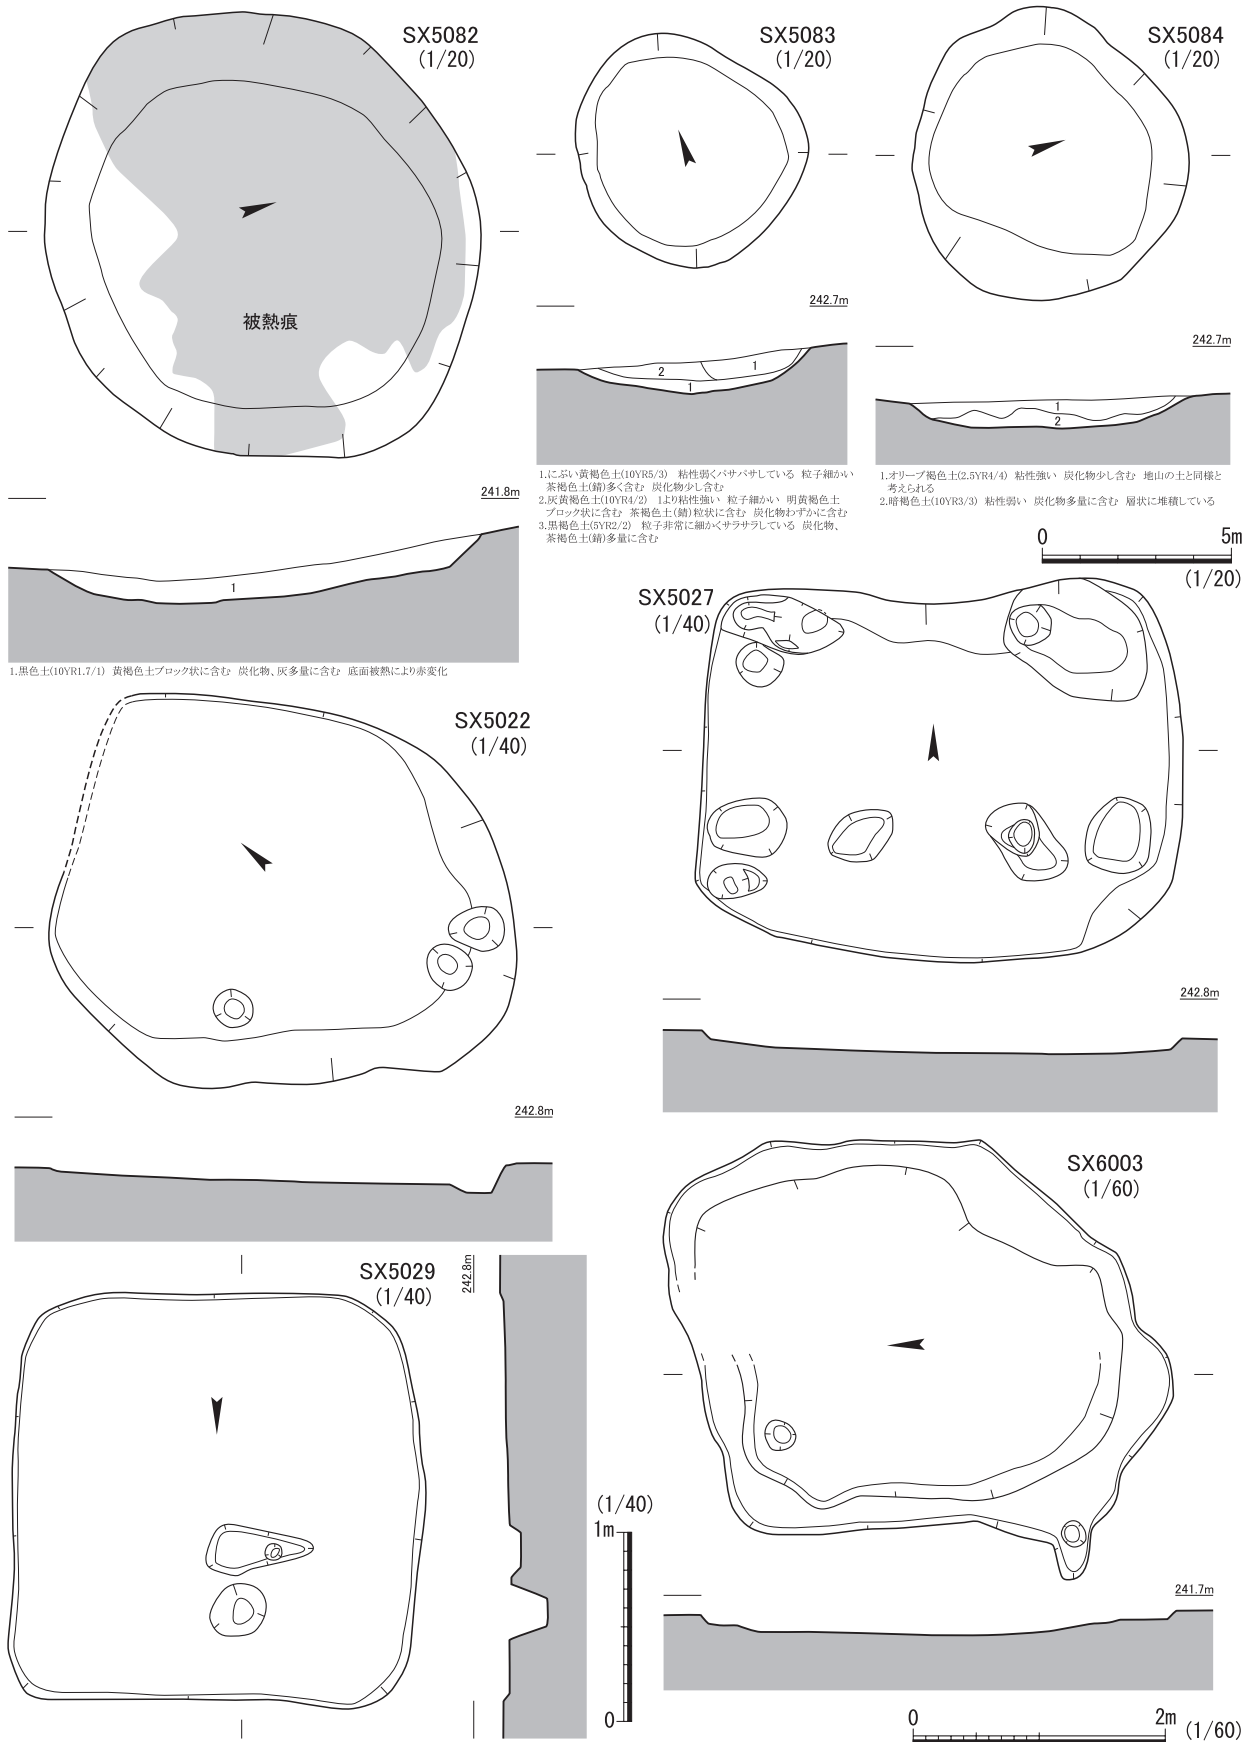 SX5082
(1/20)
被熱痕
241.8m
1
1.黒色土(10YR1.7/1) 黄褐色土ブロック状に含む 炭化物、灰多量に含む 底面被熱により赤変化
SX5083
(1/20)
242.7m
2
1
1
1.にぶい黄褐色土(10YR5/3) 粘性弱くパサパサしている 粒子細かい
茶褐色土(錆)多く含む 炭化物少し含む
2.灰黄褐色土(10YR4/2) 1より粘性強い 粒子細かい 明黄褐色土
ブロック状に含む 茶褐色土(錆)粒状に含む 炭化物わずかに含む
3.黒褐色土(5YR2/2) 粒子非常に細かくサラサラしている 炭化物、
茶褐色土(錆)多量に含む
SX5084
(1/20)
242.7m
1
2
1.オリーブ褐色土(2.5YR4/4) 粘性強い 炭化物少し含む 地山の土と同様と
考えられる
2.暗褐色土(10YR3/3) 粘性弱い 炭化物多量に含む 層状に堆積している
0 5m
(1/20)
SX5027
(1/40)
242.8m
SX5022
(1/40)
242.8m
SX5029
(1/40)
242.8m
(1/40)
1m
0
SX6003
(1/60)
241.7m
0 2m (1/60)